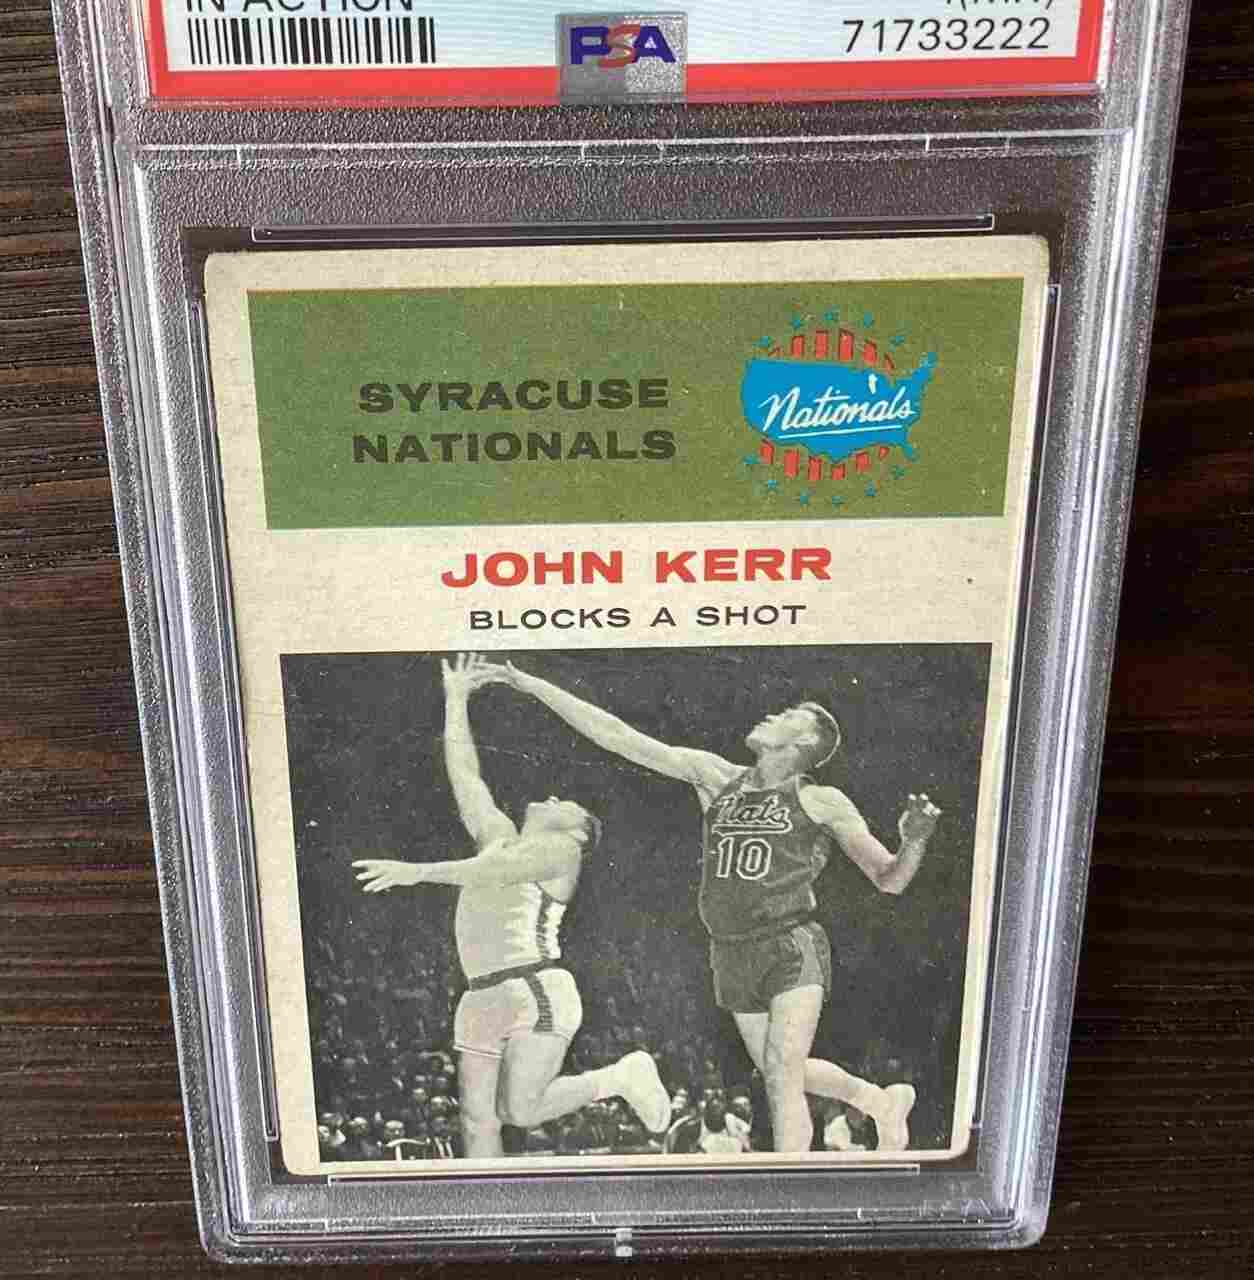 IN ACTION
PSA
71733222
SYRACUSE
NATIONALS
Nationals
JOHN KERR
BLOCKS A SHOT
Nats
10